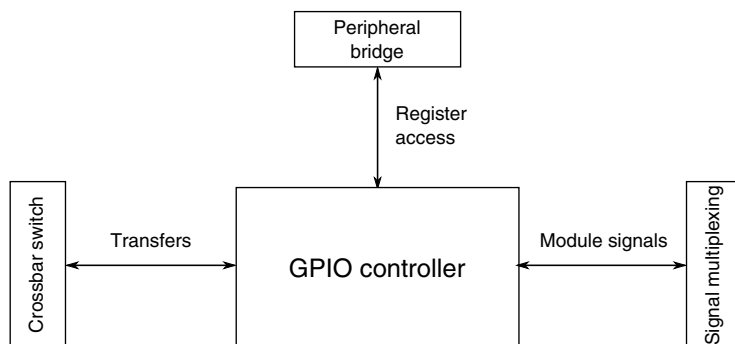 Peripheral
bridge
Register
access
Crossbar switch
Transfers
GPIO controller
Module signals
Signal multiplexing